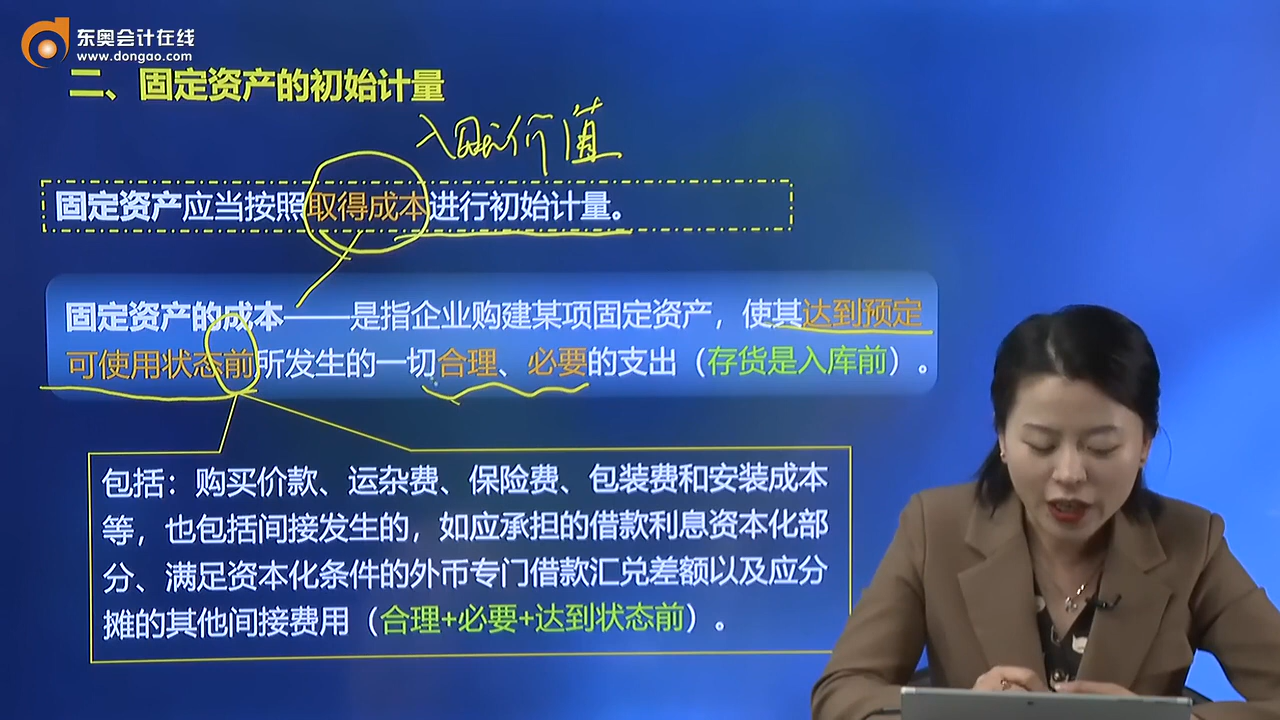 东奥会计在线
www.dongao.com
二、固定资产的初始计量
入账价值
固定资产应当按照取得成本进行初始计量。
固定资产的成本——是指企业购建某项固定资产，使其达到预定
可使用状态前所发生的一切合理、必要的支出（存货是入库前）。
包括：购买价款、运杂费、保险费、包装费和安装成本
等，也包括间接发生的，如应承担的借款利息资本化部
分、满足资本化条件的外币专门借款汇兑差额以及应分
摊的其他间接费用（合理+必要+达到状态前）。